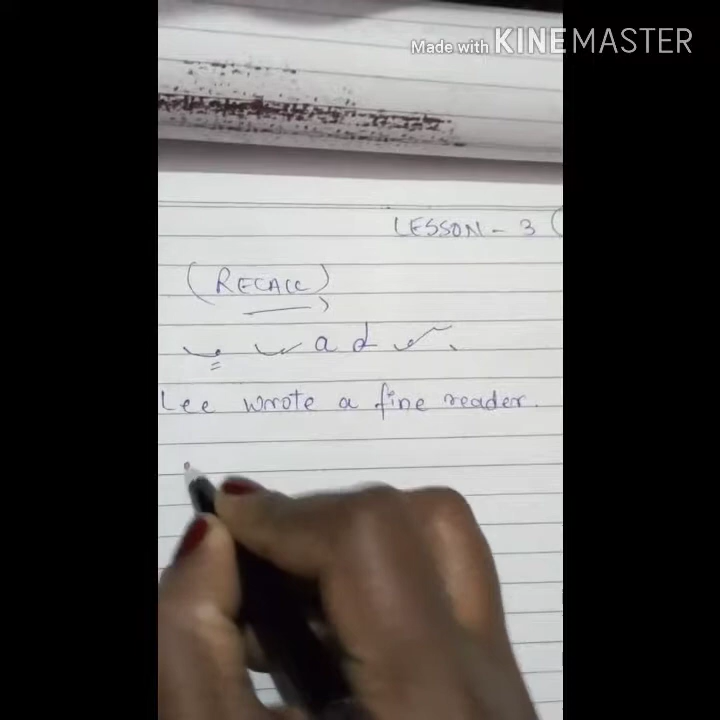 Made with KINEMASTER
LESSON - 3 (
(RECALL)
a
Lee wrote a fine reader.